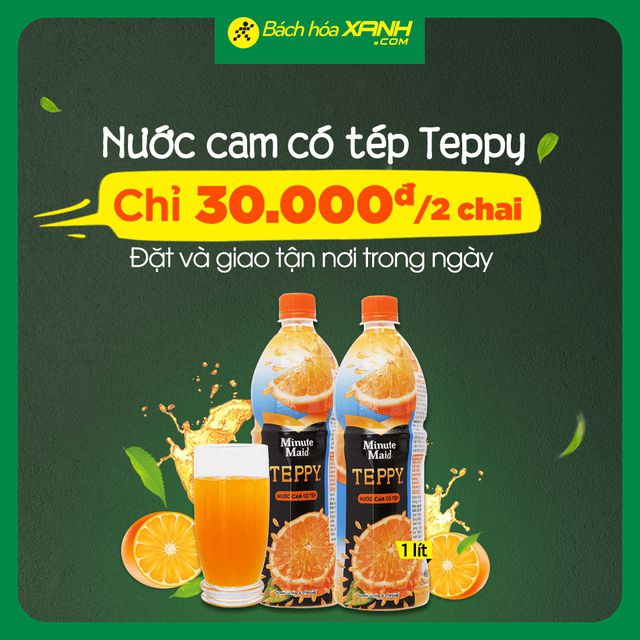 Bách hóa XANH
.COM
Nước cam có tép Teppy
Chỉ 30.000đ/2 chai
Đặt và giao tận nơi trong ngày
Minute
Maid
TEPPY
NƯỚC CAM CÓ TÉP
Minute
Maid
TEPPY
NƯỚC CAM CÓ TÉP
1 lít